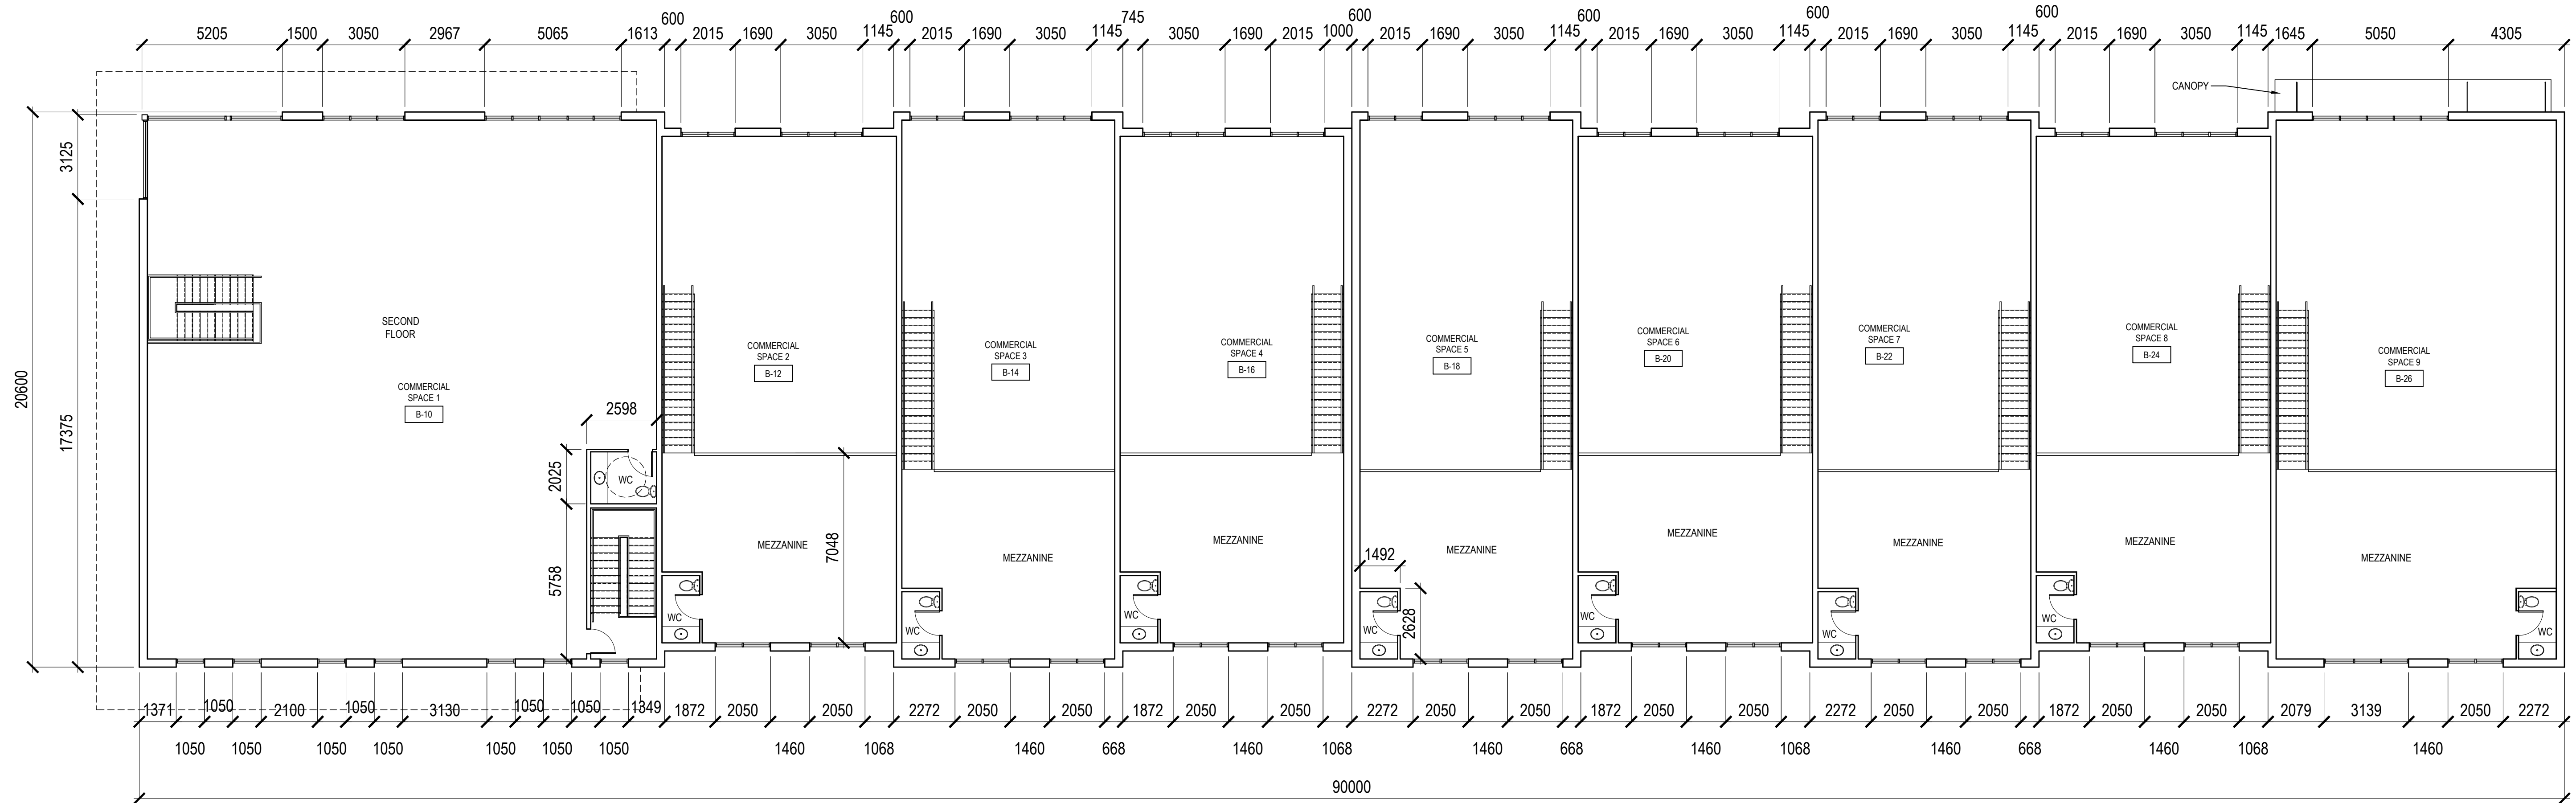 600 600 745 600 600 600 600
5205 1500 3050 2967 5065 1613 2015 1690 3050 1145 2015 1690 3050 1145 3050 1690 2015 1000 2015 1690 3050 1145 2015 1690 3050 1145 2015 1690 3050 1145 2015 1690 3050 1145 1645 5050 4305
CANOPY
3125
20600
17375
SECOND
FLOOR
COMMERCIAL
SPACE 1
B-10
COMMERCIAL
SPACE 2
B-12
COMMERCIAL
SPACE 3
B-14
COMMERCIAL
SPACE 4
B-16
COMMERCIAL
SPACE 5
B-18
COMMERCIAL
SPACE 6
B-20
COMMERCIAL
SPACE 7
B-22
COMMERCIAL
SPACE 8
B-24
COMMERCIAL
SPACE 9
B-26
2598
2025
WC
5758
7048
MEZZANINE
MEZZANINE
MEZZANINE
MEZZANINE
MEZZANINE
MEZZANINE
MEZZANINE
MEZZANINE
1492
2628
WC
WC
WC
WC
WC
WC
WC
WC
1371 1050 2100 1050 3130 1050 1050 1349 1872 2050 2050 2272 2050 2050 1872 2050 2050 2272 2050 2050 1872 2050 2050 2272 2050 2050 1872 2050 2050 2079 3139 2050 2272
1050 1050 1050 1050 1050 1050 1050 1460 1068 1460 668 1460 1068 1460 668 1460 1068 1460 668 1460 1068 1460
90000